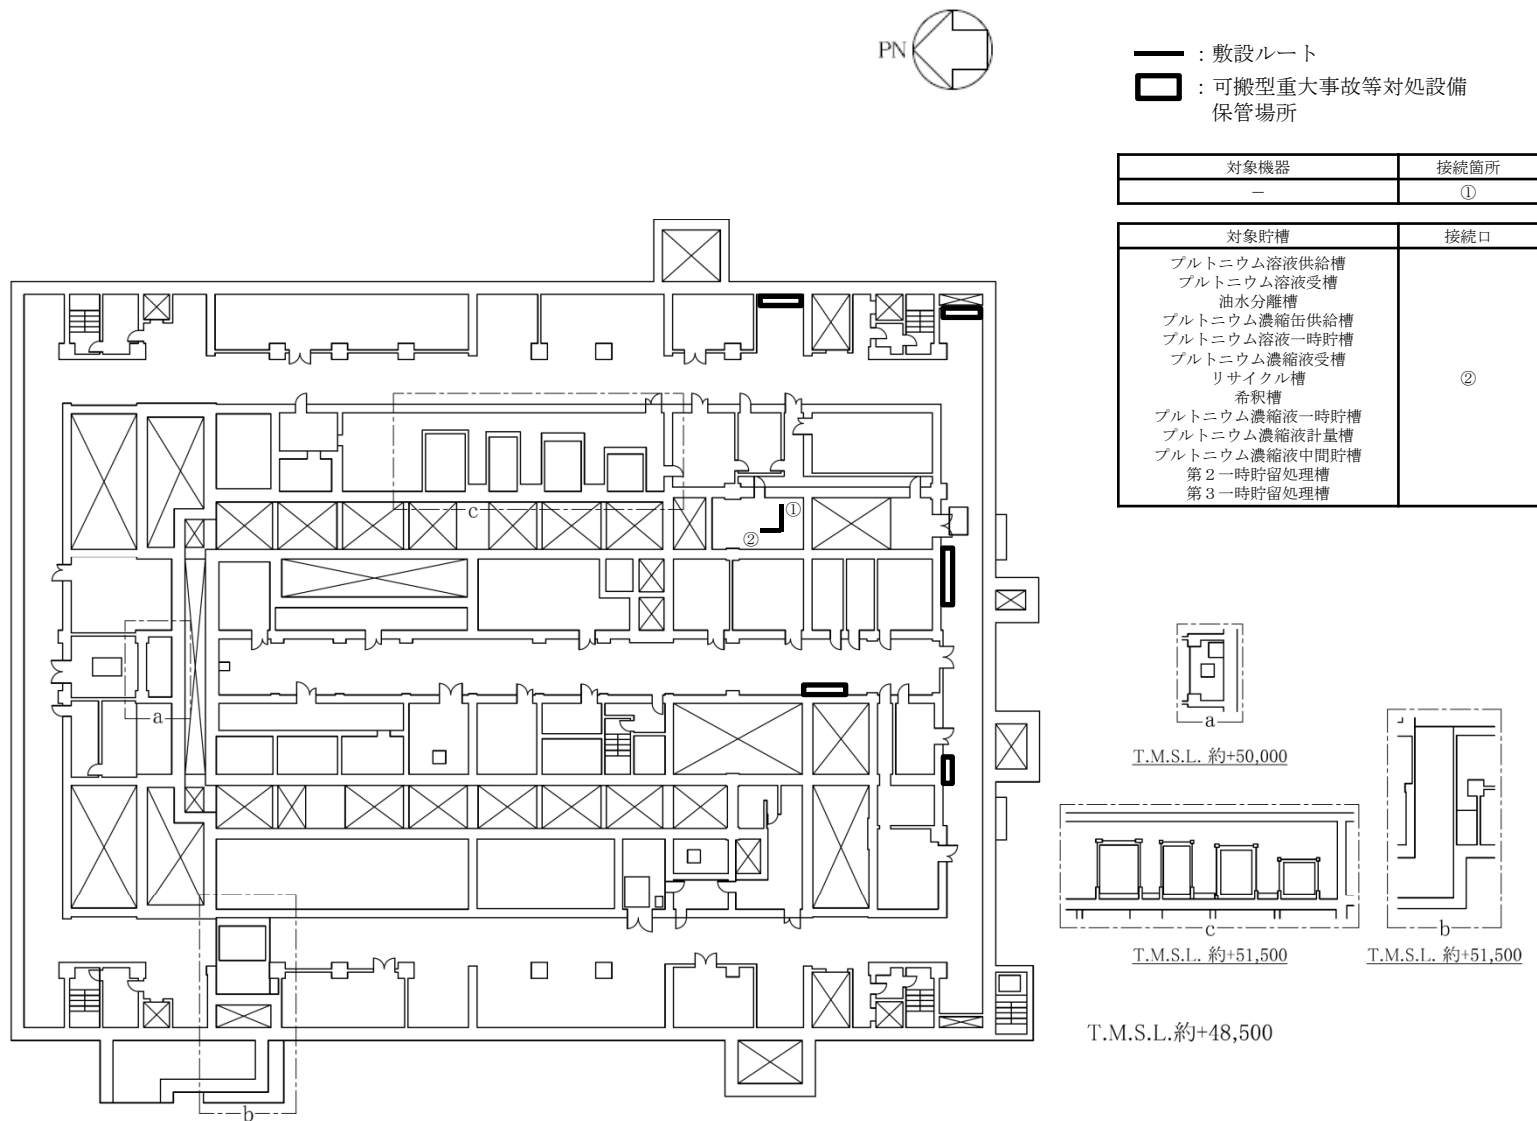 PN
：敷設ルート
：可搬型重大事故等対処設備
保管場所
対象機器 接続箇所
－ ①
対象貯槽 接続口
プルトニウム溶液供給槽
プルトニウム溶液受槽
油水分離槽
プルトニウム濃縮缶供給槽
プルトニウム溶液一時貯槽
プルトニウム濃縮液受槽
リサイクル槽
希釈槽
プルトニウム濃縮液一時貯槽
プルトニウム濃縮液計量槽
プルトニウム濃縮液中間貯槽
第２一時貯留処理槽
第３一時貯留処理槽
②
c
①
②
a
b
a
T.M.S.L. 約+50,000
c
T.M.S.L. 約+51,500
b
T.M.S.L. 約+51,500
T.M.S.L.約+48,500